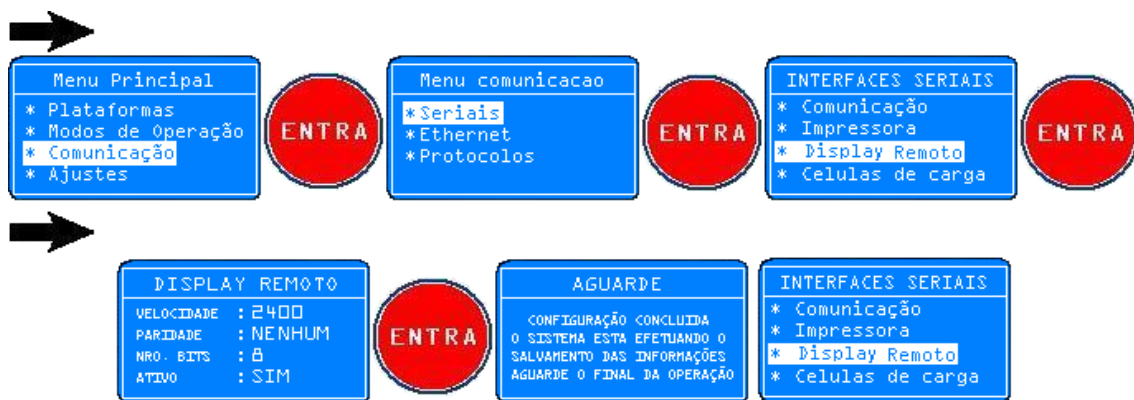 Menu Principal
* Plataformas
* Modos de Operação
* Comunicação
* Ajustes
ENTRA
Menu comunicacao
*Seriais
*Ethernet
*Protocolos
ENTRA
INTERFACES SERIAIS
* Comunicação
* Impressora
* Display Remoto
* Celulas de carga
ENTRA
DISPLAY REMOTO
VELOCIDADE : 2400
PARIDADE : NENHUM
NRO. BITS : 8
ATIVO : SIM
ENTRA
AGUARDE
CONFIGURAÇÃO CONCLUIDA
O SISTEMA ESTA EFETUANDO O
SALVAMENTO DAS INFORMAÇÕES
AGUARDE O FINAL DA OPERAÇÃO
INTERFACES SERIAIS
* Comunicação
* Impressora
* Display Remoto
* Celulas de carga